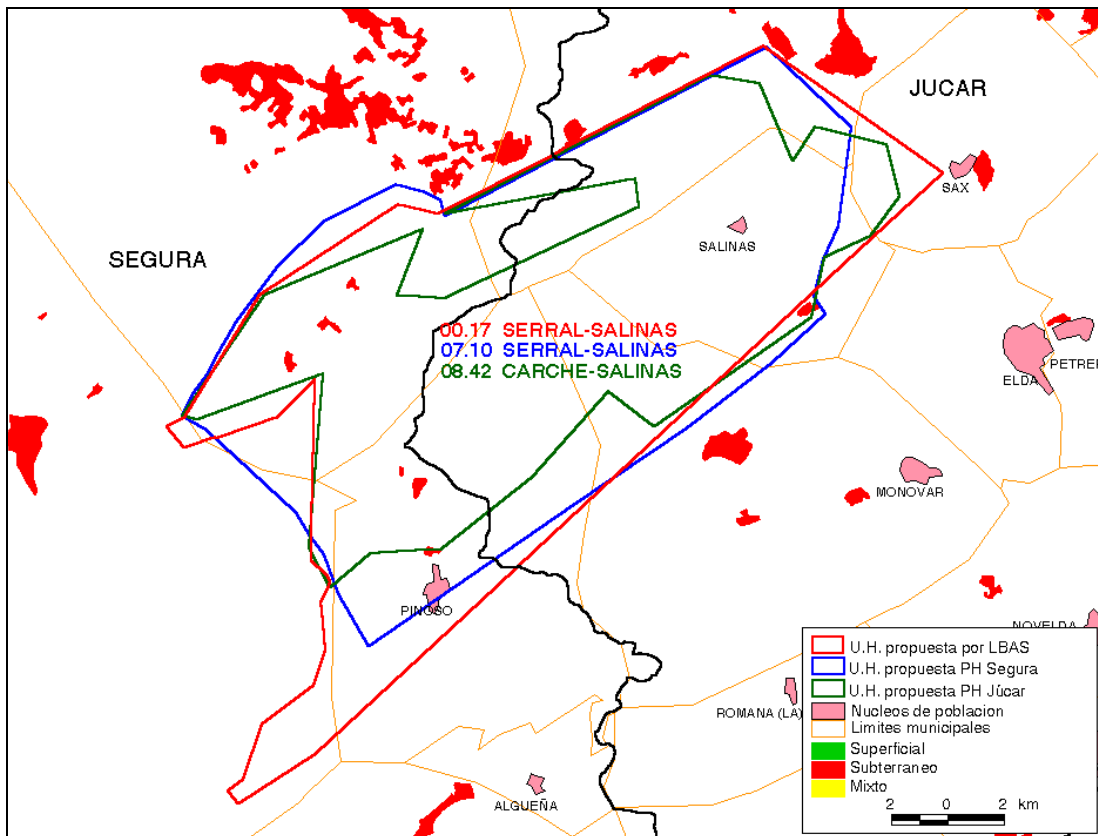 JUCAR
SAX
SALINAS
SEGURA
00.17 SERRAL-SALINAS
07.10 SERRAL-SALINAS
08.42 CARCHE-SALINAS
PETRE
ELDA
MONOVAR
PINOSO
NOVELDA
ROMANA (LA)
ALGUEÑA
U.H. propuesta por LBAS
U.H. propuesta PH Segura
U.H. propuesta PH Júcar
Nucleos de poblacion
Limites municipales
Superficial
Subterraneo
Mixto
2 0 2 km